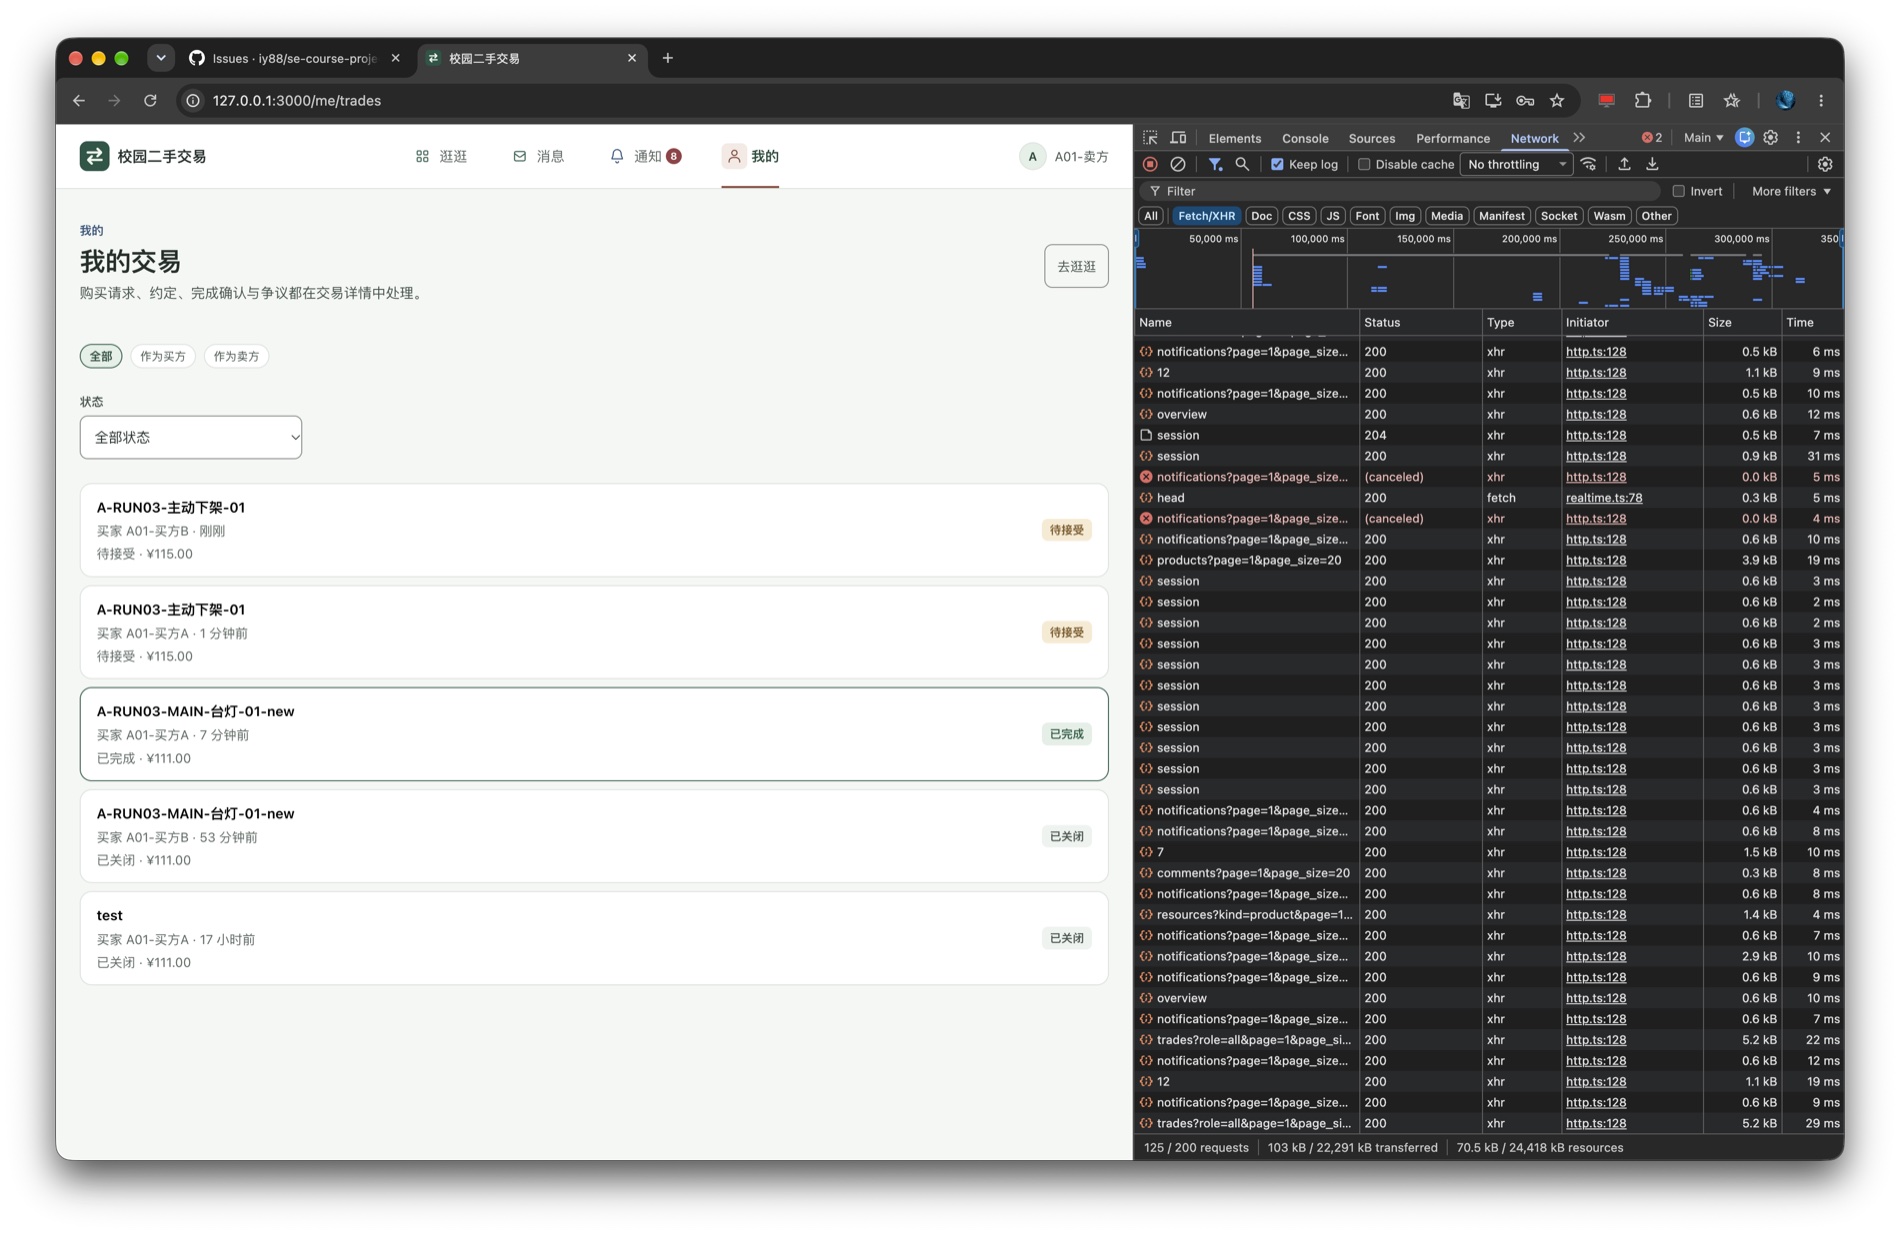 Issues · iy88/se-course-proje
校园二手交易
127.0.0.1:3000/me/trades
校园二手交易
逛逛
消息
通知 8
我的
A
A01-卖方
我的
我的交易
购买请求、约定、完成确认与争议都在交易详情中处理。
去逛逛
全部
作为买方
作为卖方
状态
全部状态
A-RUN03-主动下架-01
买家 A01-买方B · 刚刚
待接受 · ¥115.00
待接受
A-RUN03-主动下架-01
买家 A01-买方A · 1 分钟前
待接受 · ¥115.00
待接受
A-RUN03-MAIN-台灯-01-new
买家 A01-买方A · 7 分钟前
已完成 · ¥111.00
已完成
A-RUN03-MAIN-台灯-01-new
买家 A01-买方B · 53 分钟前
已关闭 · ¥111.00
已关闭
test
买家 A01-买方A · 17 小时前
已关闭 · ¥111.00
已关闭
Elements Console Sources Performance Network 2 Main
Keep log Disable cache No throttling
Filter Invert More filters
All Fetch/XHR Doc CSS JS Font Img Media Manifest Socket Wasm Other
50,000 ms 100,000 ms 150,000 ms 200,000 ms 250,000 ms 300,000 ms 350
Name Status Type Initiator Size Time
notifications?page=1&page_size... 200 xhr http.ts:128 0.5 kB 6 ms
12 200 xhr http.ts:128 1.1 kB 9 ms
notifications?page=1&page_size... 200 xhr http.ts:128 0.5 kB 10 ms
overview 200 xhr http.ts:128 0.6 kB 12 ms
session 204 xhr http.ts:128 0.5 kB 7 ms
session 200 xhr http.ts:128 0.9 kB 31 ms
notifications?page=1&page_size... (canceled) xhr http.ts:128 0.0 kB 5 ms
head 200 fetch realtime.ts:78 0.3 kB 5 ms
notifications?page=1&page_size... (canceled) xhr http.ts:128 0.0 kB 4 ms
notifications?page=1&page_size... 200 xhr http.ts:128 0.6 kB 10 ms
products?page=1&page_size=20 200 xhr http.ts:128 3.9 kB 19 ms
session 200 xhr http.ts:128 0.6 kB 3 ms
session 200 xhr http.ts:128 0.6 kB 2 ms
session 200 xhr http.ts:128 0.6 kB 2 ms
session 200 xhr http.ts:128 0.6 kB 3 ms
session 200 xhr http.ts:128 0.6 kB 3 ms
session 200 xhr http.ts:128 0.6 kB 3 ms
session 200 xhr http.ts:128 0.6 kB 3 ms
session 200 xhr http.ts:128 0.6 kB 3 ms
session 200 xhr http.ts:128 0.6 kB 3 ms
session 200 xhr http.ts:128 0.6 kB 3 ms
session 200 xhr http.ts:128 0.6 kB 3 ms
notifications?page=1&page_size... 200 xhr http.ts:128 0.6 kB 4 ms
notifications?page=1&page_size... 200 xhr http.ts:128 0.6 kB 8 ms
7 200 xhr http.ts:128 1.5 kB 10 ms
comments?page=1&page_size=20 200 xhr http.ts:128 0.3 kB 8 ms
notifications?page=1&page_size... 200 xhr http.ts:128 0.6 kB 8 ms
resources?kind=product&page=1... 200 xhr http.ts:128 1.4 kB 4 ms
notifications?page=1&page_size... 200 xhr http.ts:128 0.6 kB 7 ms
notifications?page=1&page_size... 200 xhr http.ts:128 2.9 kB 10 ms
notifications?page=1&page_size... 200 xhr http.ts:128 0.6 kB 9 ms
overview 200 xhr http.ts:128 0.6 kB 10 ms
notifications?page=1&page_size... 200 xhr http.ts:128 0.6 kB 7 ms
trades?role=all&page=1&page_si... 200 xhr http.ts:128 5.2 kB 22 ms
notifications?page=1&page_size... 200 xhr http.ts:128 0.6 kB 12 ms
12 200 xhr http.ts:128 1.1 kB 19 ms
notifications?page=1&page_size... 200 xhr http.ts:128 0.6 kB 9 ms
trades?role=all&page=1&page_si... 200 xhr http.ts:128 5.2 kB 29 ms
125 / 200 requests 103 kB / 22,291 kB transferred 70.5 kB / 24,418 kB resources